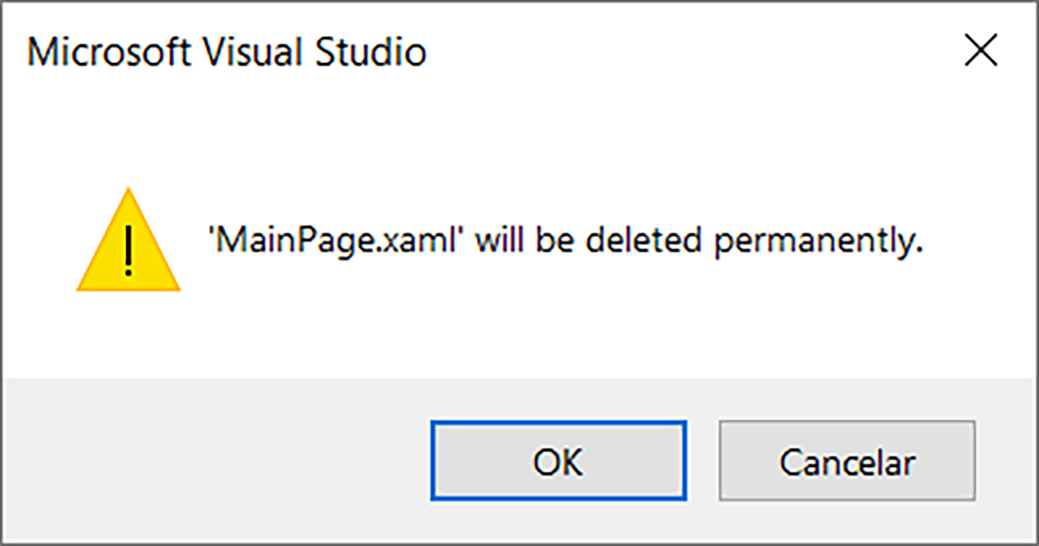 Microsoft Visual Studio
'MainPage.xaml' will be deleted permanently.
OK
Cancelar